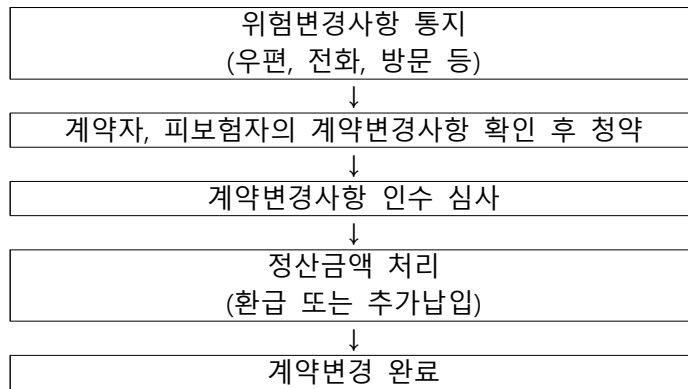 위험변경사항 통지
(우편, 전화, 방문 등)
↓
계약자, 피보험자의 계약변경사항 확인 후 청약
↓
계약변경사항 인수 심사
↓
정산금액 처리
(환급 또는 추가납입)
↓
계약변경 완료